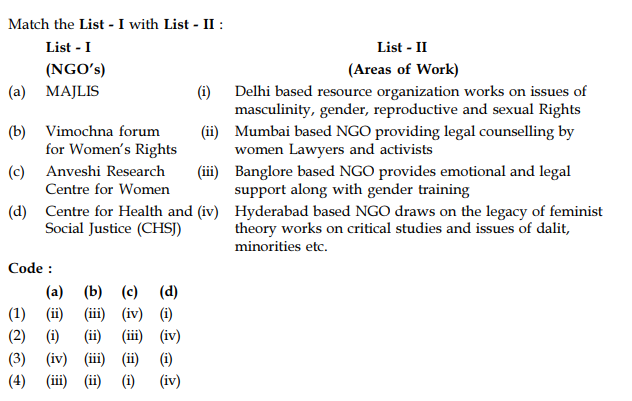 Match the List - I with List - II :
List - I List - II
(NGO's) (Areas of Work)
(a) MAJLIS (i) Delhi based resource organization works on issues of
masculinity, gender, reproductive and sexual Rights
(b) Vimochna forum (ii) Mumbai based NGO providing legal counselling by
for Women's Rights women Lawyers and activists
(c) Anveshi Research (iii) Banglore based NGO provides emotional and legal
Centre for Women support along with gender training
(d) Centre for Health and (iv) Hyderabad based NGO draws on the legacy of feminist
Social Justice (CHSJ) theory works on critical studies and issues of dalit,
minorities etc.
Code :
(a) (b) (c) (d)
(1) (ii) (iii) (iv) (i)
(2) (i) (ii) (iii) (iv)
(3) (iv) (iii) (ii) (i)
(4) (iii) (ii) (i) (iv)